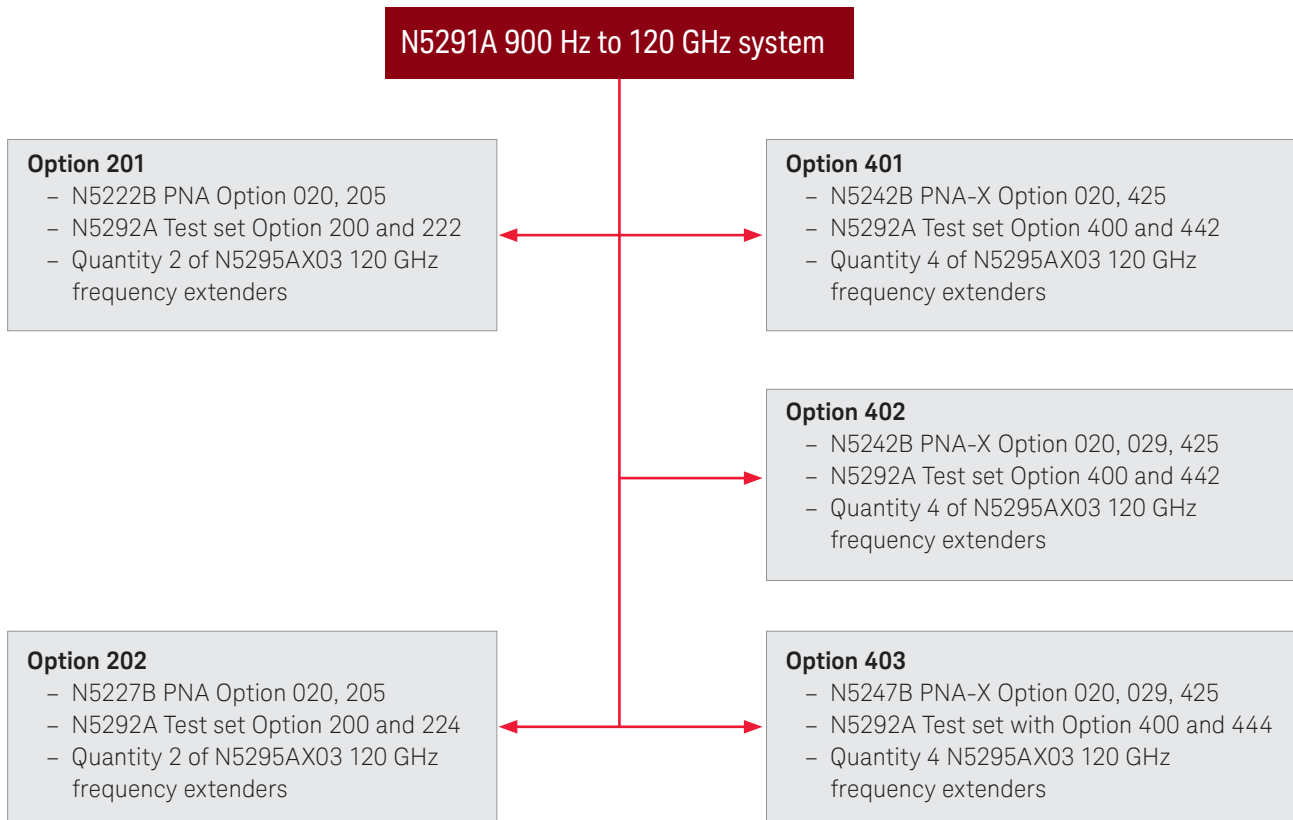 N5291A 900 Hz to 120 GHz system
Option 201
– N5222B PNA Option 020, 205
– N5292A Test set Option 200 and 222
– Quantity 2 of N5295AX03 120 GHz
frequency extenders
Option 401
– N5242B PNA-X Option 020, 425
– N5292A Test set Option 400 and 442
– Quantity 4 of N5295AX03 120 GHz
frequency extenders
Option 402
– N5242B PNA-X Option 020, 029, 425
– N5292A Test set Option 400 and 442
– Quantity 4 of N5295AX03 120 GHz
frequency extenders
Option 202
– N5227B PNA Option 020, 205
– N5292A Test set Option 200 and 224
– Quantity 2 of N5295AX03 120 GHz
frequency extenders
Option 403
– N5247B PNA-X Option 020, 029, 425
– N5292A Test set with Option 400 and 444
– Quantity 4 N5295AX03 120 GHz
frequency extenders